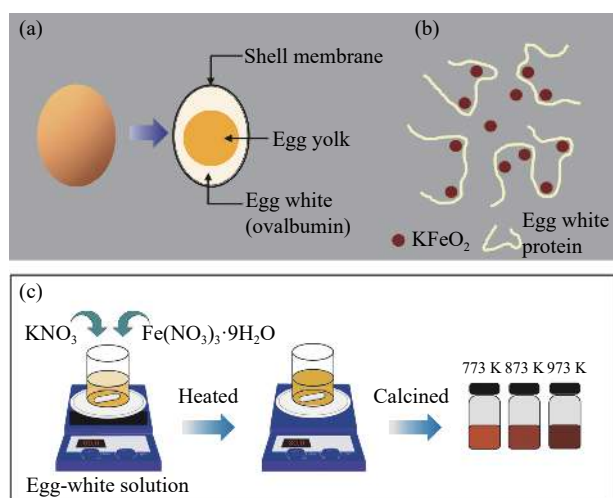 (a)
Shell membrane
Egg yolk
Egg white
(ovalbumin)
(b)
KFeO₂
Egg white
protein
(c)
KNO₃
Fe(NO₃)₃·9H₂O
Heated
Calcined
773 K 873 K 973 K
Egg-white solution